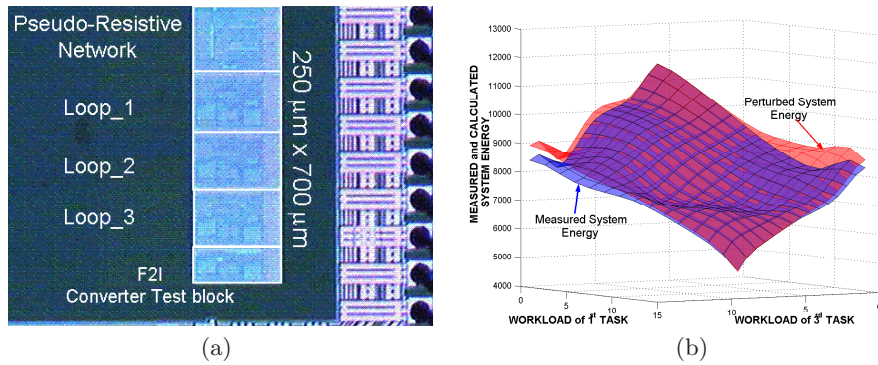 Pseudo-Resistive
Network
Loop_1
Loop_2
Loop_3
F2I
Converter Test block
250 µm x 700 µm
(a)
MEASURED and CALCULATED
SYSTEM ENERGY
13000
12000
11000
10000
9000
8000
7000
6000
5000
4000
Perturbed System
Energy
Measured System
Energy
0
5
10
15
10
5
WORKLOAD of 1st TASK
WORKLOAD of 3rd TASK
(b)